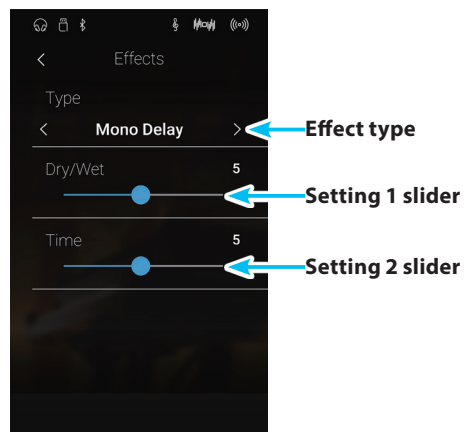 Effects
Type
Mono Delay
Effect type
Dry/Wet 5
Setting 1 slider
Time 5
Setting 2 slider